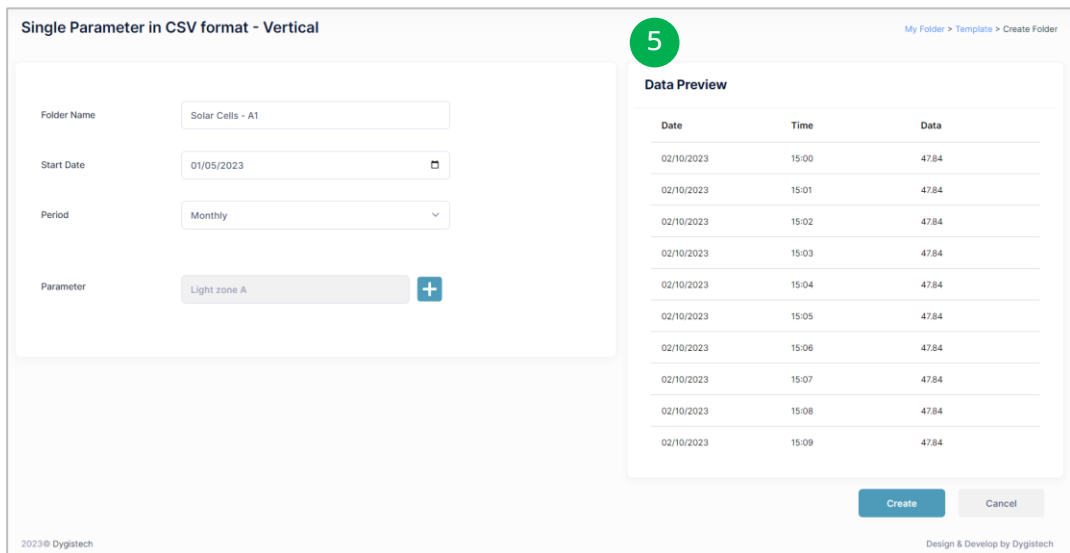 Single Parameter in CSV format - Vertical
5
My Folder > Template > Create Folder
Folder Name
Solar Cells - A1
Start Date
01/05/2023
Period
Monthly
Parameter
Light zone A
+
Data Preview
Date Time Data
02/10/2023 15:00 47.84
02/10/2023 15:01 47.84
02/10/2023 15:02 47.84
02/10/2023 15:03 47.84
02/10/2023 15:04 47.84
02/10/2023 15:05 47.84
02/10/2023 15:06 47.84
02/10/2023 15:07 47.84
02/10/2023 15:08 47.84
02/10/2023 15:09 47.84
Create Cancel
2023© Dygistech
Design & Develop by Dygistech